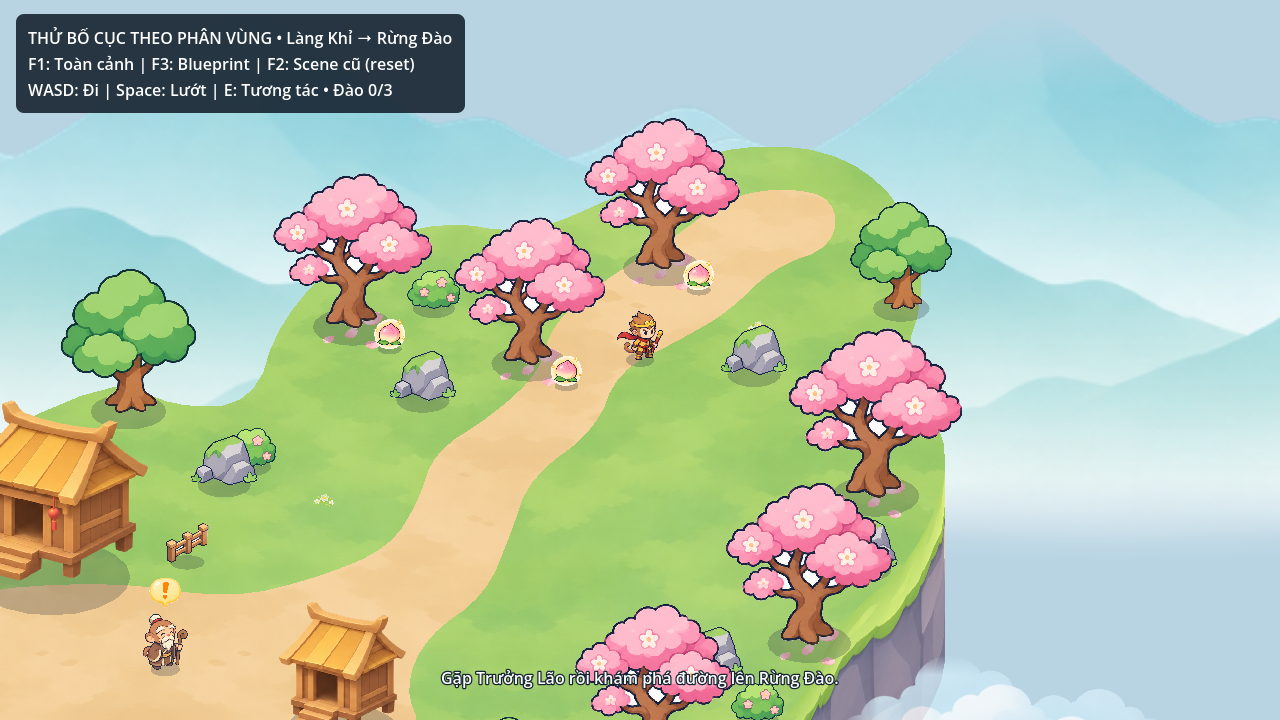 THỬ BỐ CỤC THEO PHÂN VÙNG • Làng Khỉ → Rừng Đào
F1: Toàn cảnh | F3: Blueprint | F2: Scene cũ (reset)
WASD: Đi | Space: Lướt | E: Tương tác • Đào 0/3
!
Gặp Trưởng Lão rồi khám phá đường lên Rừng Đào.